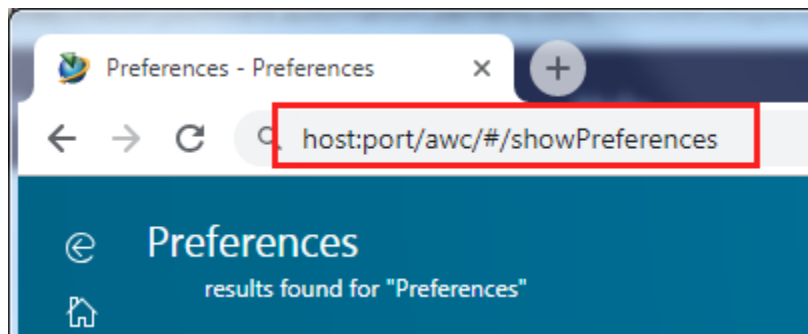 Preferences - Preferences
host:port/awc/#/showPreferences
Preferences
results found for "Preferences"